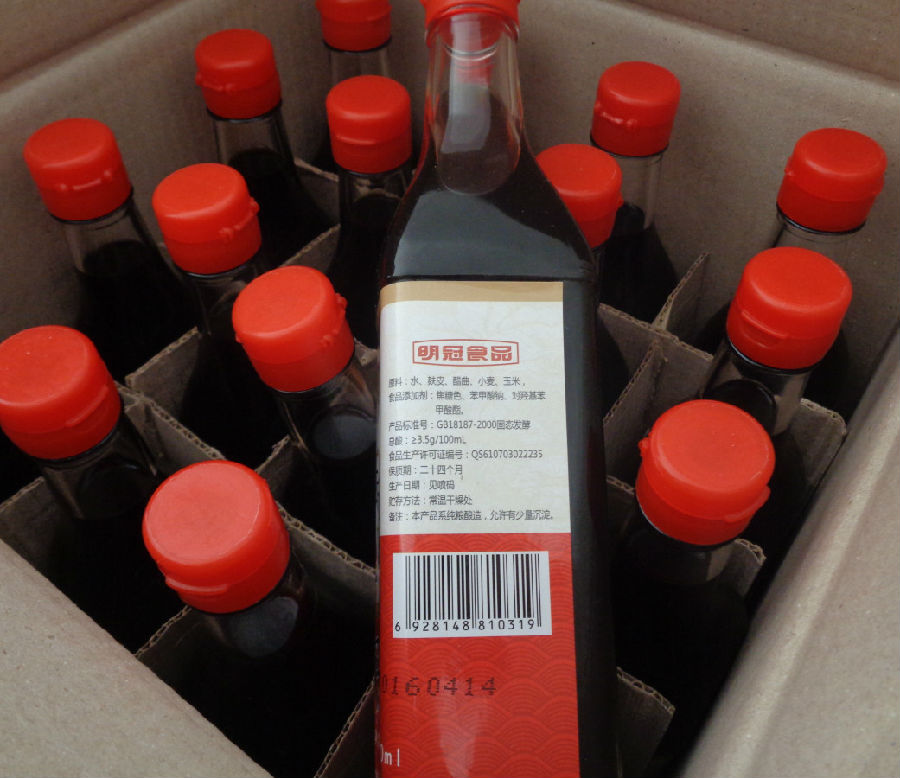 明冠食品
原料：水、麸皮、醋曲、小麦、玉米，
食品添加剂：焦糖色、苯甲酸钠、对羟基苯
甲酸酯。
产品标准号：GB18187-2000固态发酵
总酸：≥3.5g/100mL
食品生产许可证编号：QS610703022235
保质期：二十四个月
生产日期：见喷码
贮存方法：常温干燥处
备注：本产品系纯粮酿造，允许有少量沉淀。
6 928148 810319
0160414
0ml